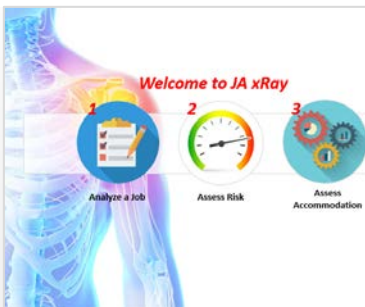 Welcome to JA xRay
1
2
3
Analyze a Job
Assess Risk
Assess
Accommodation